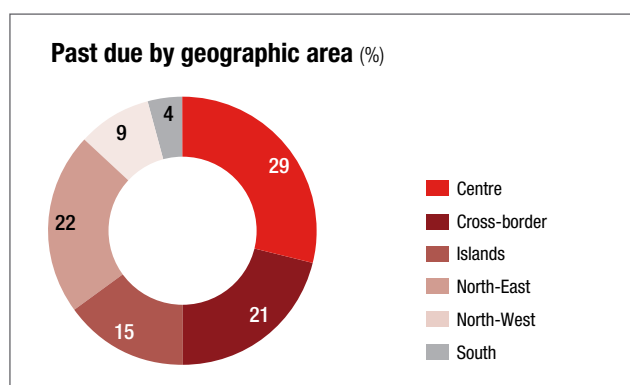 Past due by geographic area (%)
4
9
29
22
15
21
Centre
Cross-border
Islands
North-East
North-West
South